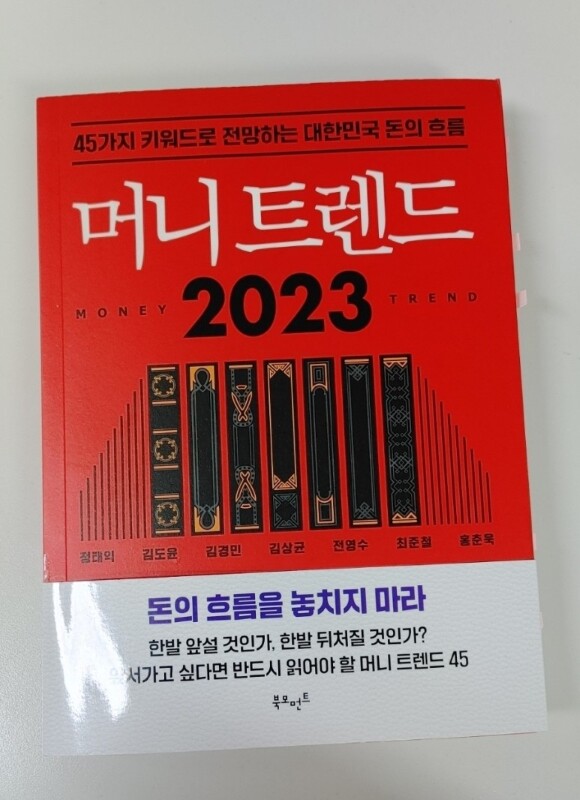 45가지 키워드로 전망하는 대한민국 돈의 흐름
머니 트렌드
MONEY 2023 TREND
정태익 김도윤 김경민 김상균 전영수 최준철 홍춘욱
돈의 흐름을 놓치지 마라
한발 앞설 것인가, 한발 뒤처질 것인가?
앞서가고 싶다면 반드시 읽어야 할 머니 트렌드 45
북모먼트